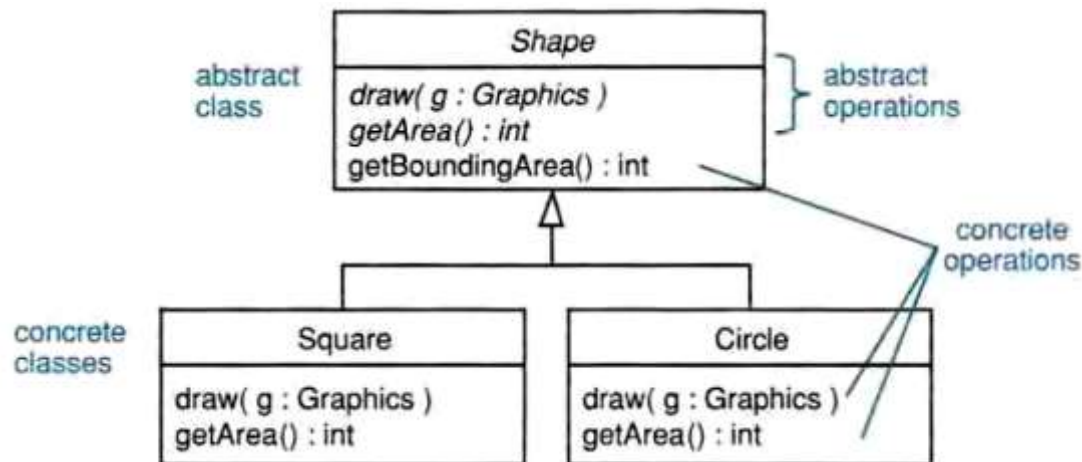 Shape
abstract
class
draw( g : Graphics )
getArea() : int
getBoundingArea() : int
abstract
operations
concrete
operations
concrete
classes
Square
draw( g : Graphics )
getArea() : int
Circle
draw( g : Graphics )
getArea() : int